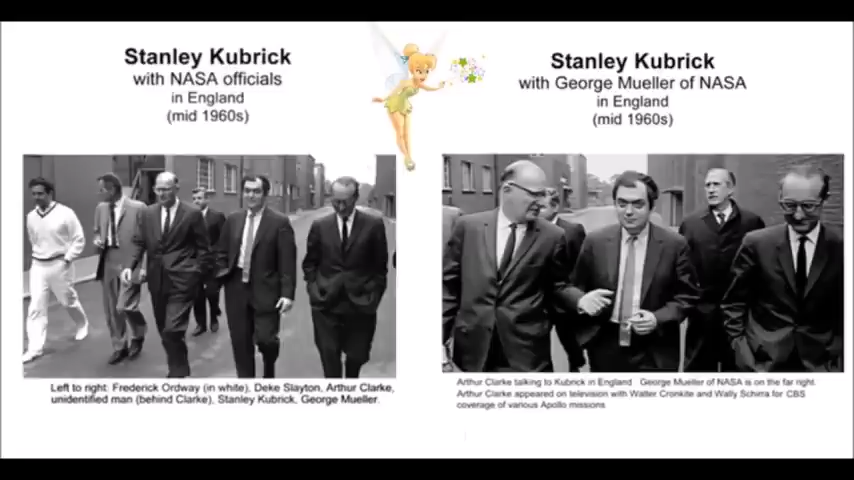 Stanley Kubrick
with NASA officials
in England
(mid 1960s)
Left to right: Frederick Ordway (in white), Deke Slayton, Arthur Clarke,
unidentified man (behind Clarke), Stanley Kubrick, George Mueller.
Stanley Kubrick
with George Mueller of NASA
in England
(mid 1960s)
Arthur Clarke talking to Kubrick in England George Mueller of NASA is on the far right.
Arthur Clarke appeared on television with Walter Cronkite and Wally Schirra for CBS
coverage of various Apollo missions